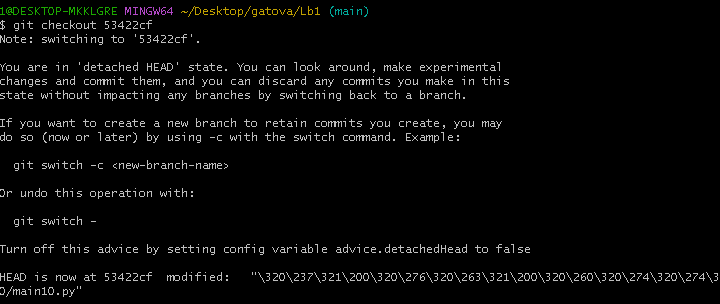 1@DESKTOP-MKKLGRE MINGW64 ~/Desktop/gatova/Lb1 (main)
$ git checkout 53422cf
Note: switching to '53422cf'.
You are in 'detached HEAD' state. You can look around, make experimental
changes and commit them, and you can discard any commits you make in this
state without impacting any branches by switching back to a branch.
If you want to create a new branch to retain commits you create, you may
do so (now or later) by using -c with the switch command. Example:
git switch -c <new-branch-name>
Or undo this operation with:
git switch -
Turn off this advice by setting config variable advice.detachedHead to false
HEAD is now at 53422cf  modified:   "\320\237\321\200\320\276\320\263\321\200\320\260\320\274\320\274\3
0/main10.py"